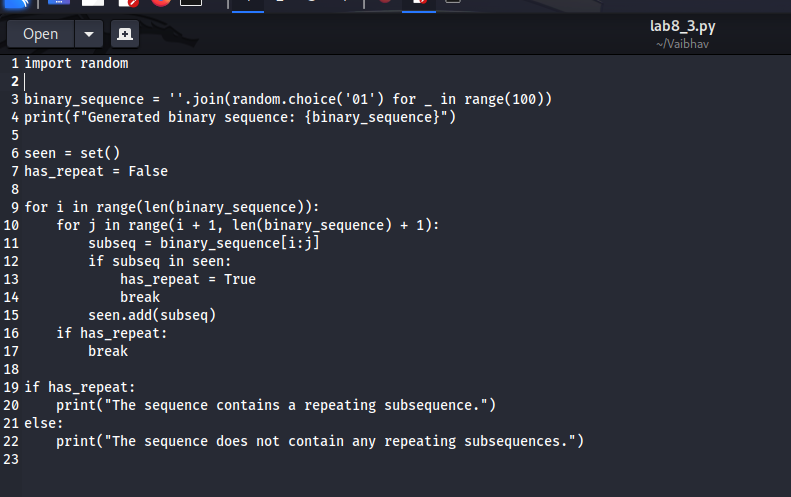 Open
lab8_3.py
~/Vaibhav
1 import random
2
3 binary_sequence = ''.join(random.choice('01') for _ in range(100))
4 print(f"Generated binary sequence: {binary_sequence}")
5
6 seen = set()
7 has_repeat = False
8
9 for i in range(len(binary_sequence)):
10     for j in range(i + 1, len(binary_sequence) + 1):
11         subseq = binary_sequence[i:j]
12         if subseq in seen:
13             has_repeat = True
14             break
15         seen.add(subseq)
16     if has_repeat:
17         break
18
19 if has_repeat:
20     print("The sequence contains a repeating subsequence.")
21 else:
22     print("The sequence does not contain any repeating subsequences.")
23